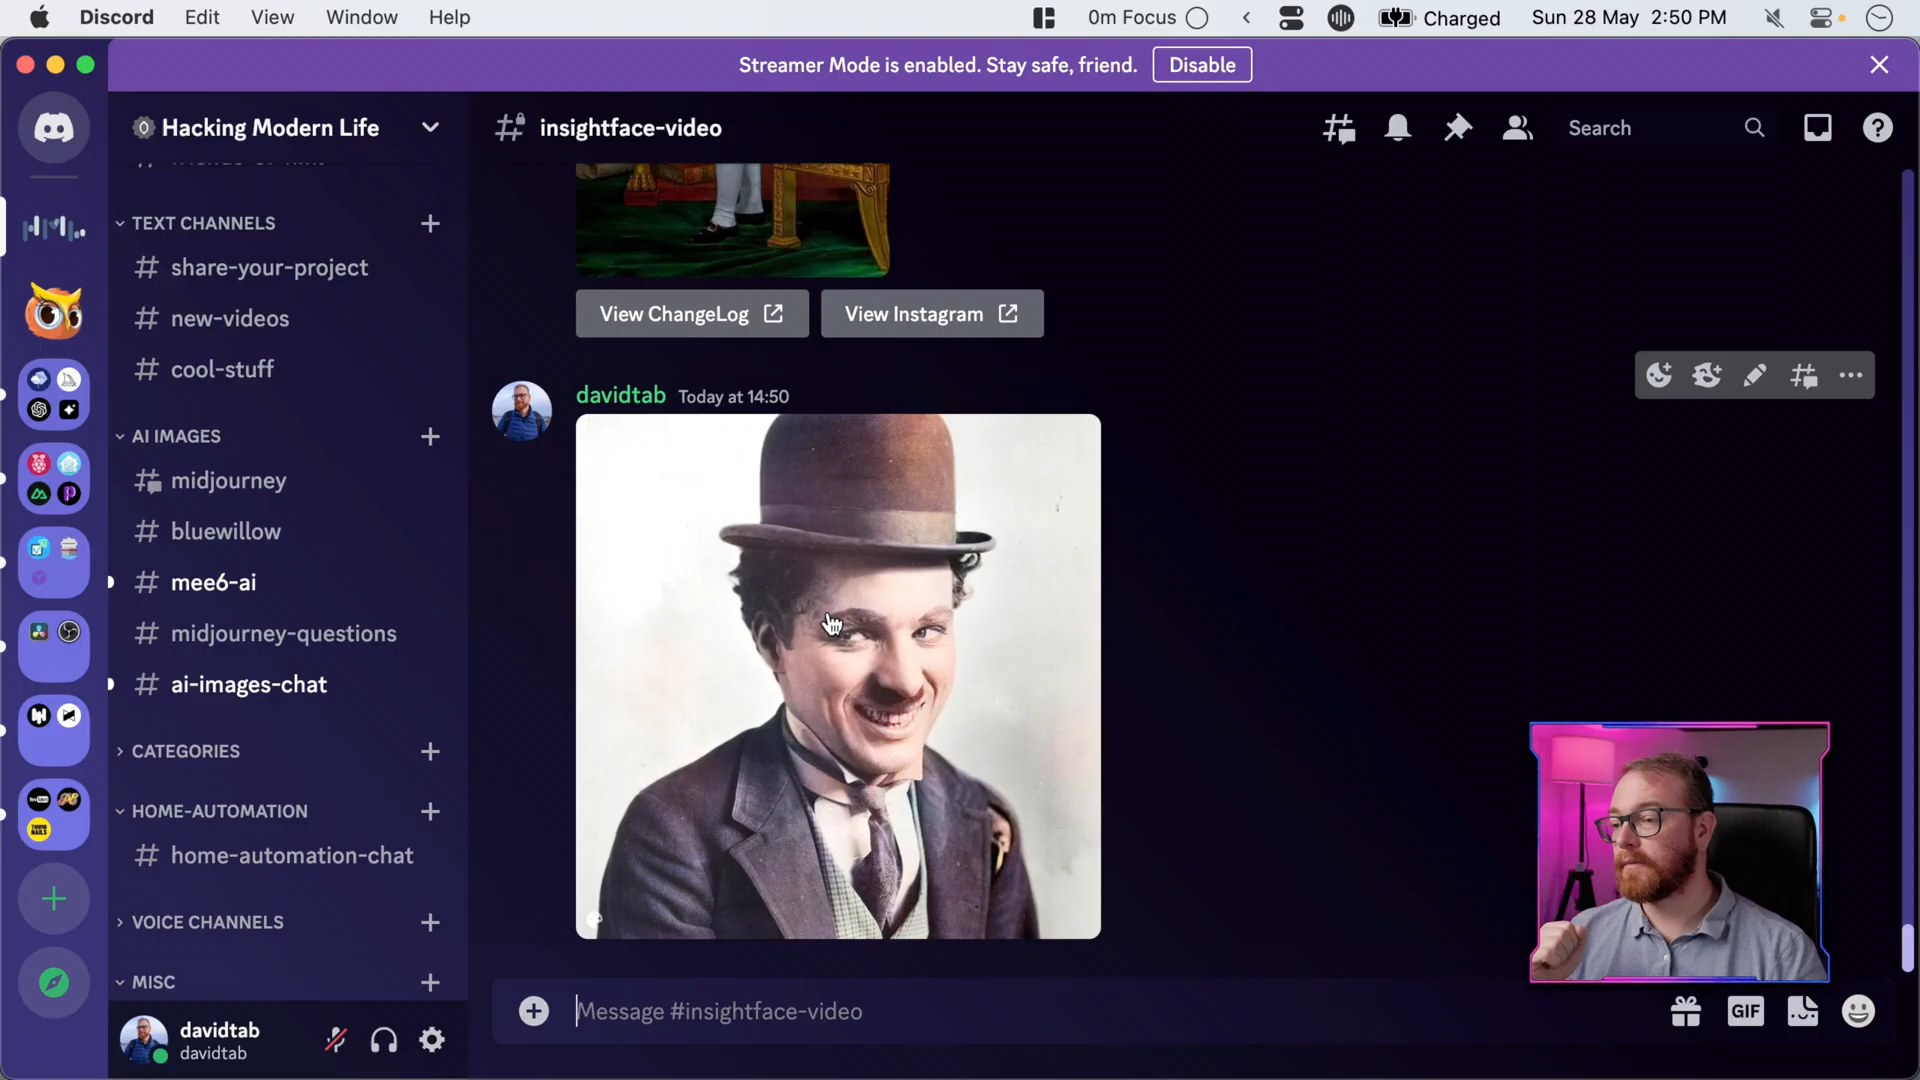 Discord Edit View Window Help 0m Focus Charged Sun 28 May 2:50 PM
Streamer Mode is enabled. Stay safe, friend. Disable
Hacking Modern Life
insightface-video
Search
TEXT CHANNELS
share-your-project
new-videos
cool-stuff
AI IMAGES
midjourney
bluewillow
mee6-ai
midjourney-questions
ai-images-chat
CATEGORIES
HOME-AUTOMATION
home-automation-chat
VOICE CHANNELS
MISC
davidtab
davidtab
View ChangeLog View Instagram
davidtab Today at 14:50
Message #insightface-video
GIF